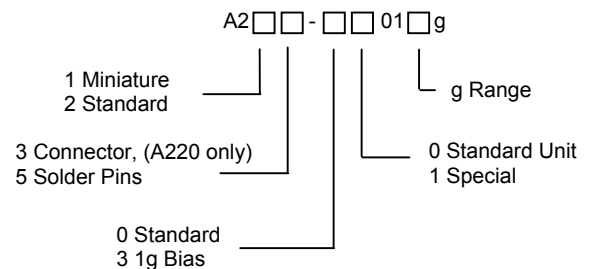 A2□□-□□01□g
1 Miniature
2 Standard
g Range
3 Connector, (A220 only)
5 Solder Pins
0 Standard Unit
1 Special
0 Standard
3 1g Bias